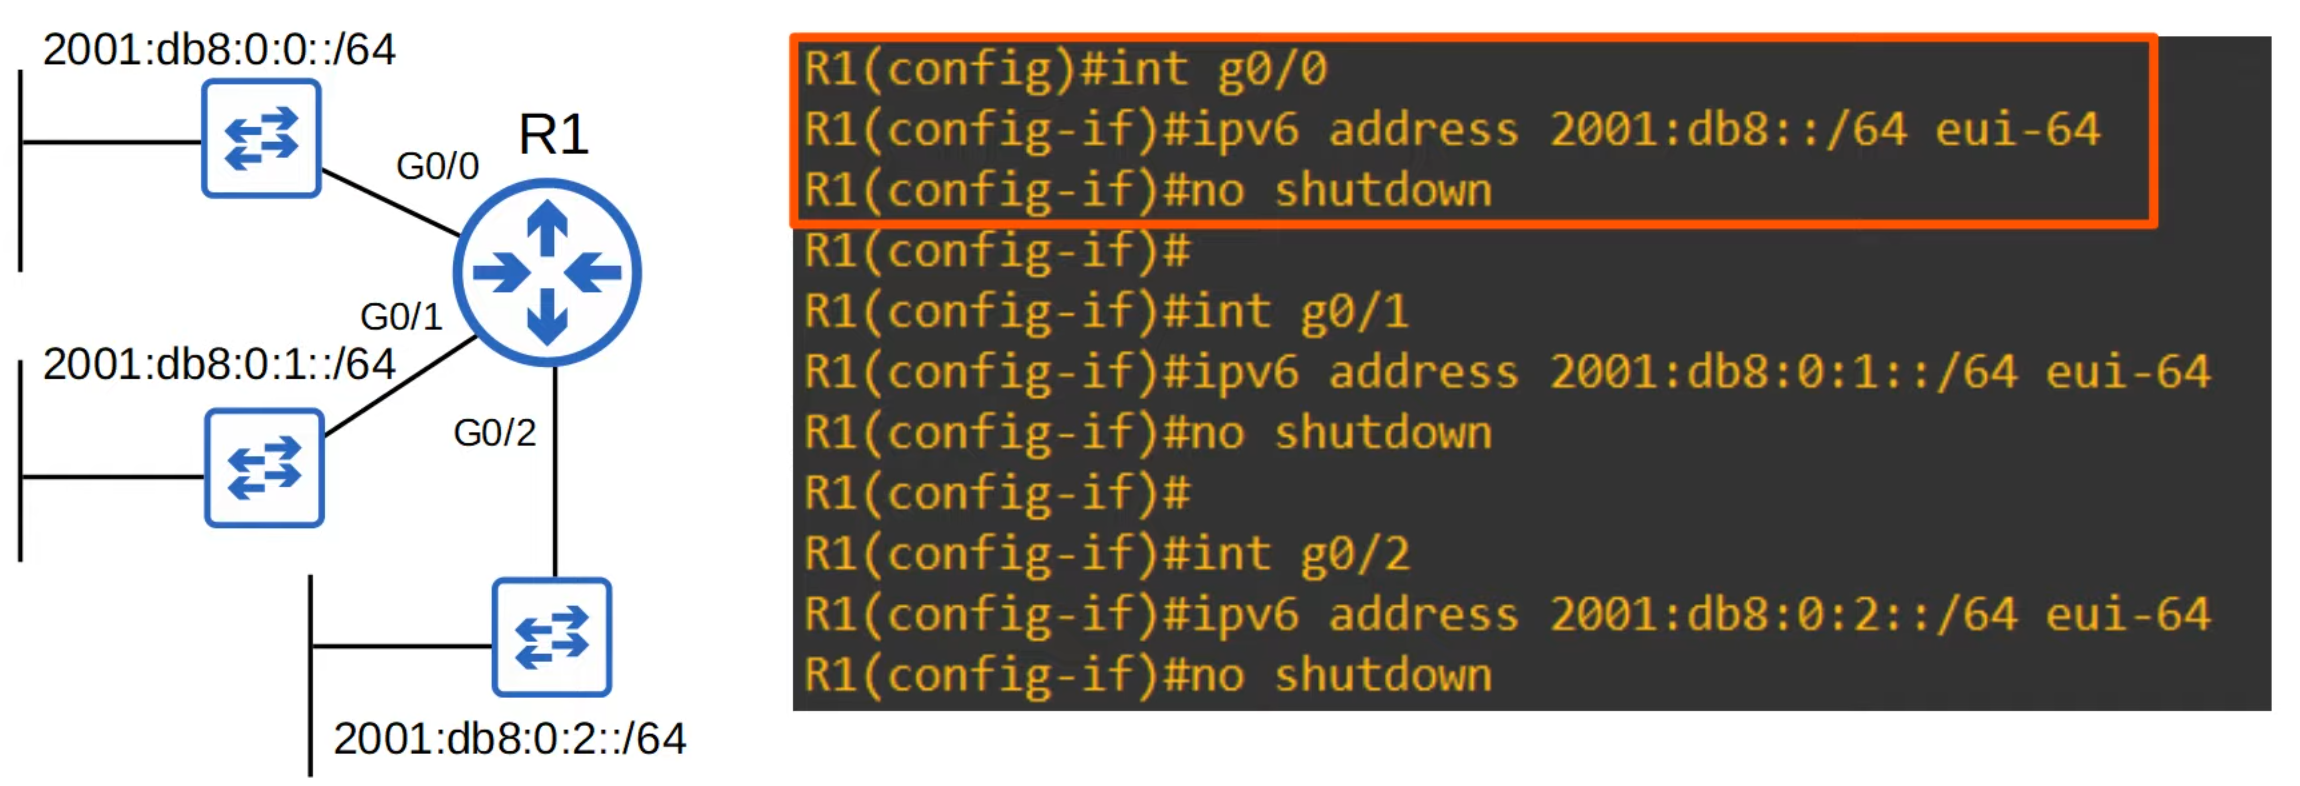 2001:db8:0:0::/64
R1
G0/0
G0/1
2001:db8:0:1::/64
G0/2
2001:db8:0:2::/64
R1(config)#int g0/0
R1(config-if)#ipv6 address 2001:db8::/64 eui-64
R1(config-if)#no shutdown
R1(config-if)#
R1(config-if)#int g0/1
R1(config-if)#ipv6 address 2001:db8:0:1::/64 eui-64
R1(config-if)#no shutdown
R1(config-if)#
R1(config-if)#int g0/2
R1(config-if)#ipv6 address 2001:db8:0:2::/64 eui-64
R1(config-if)#no shutdown